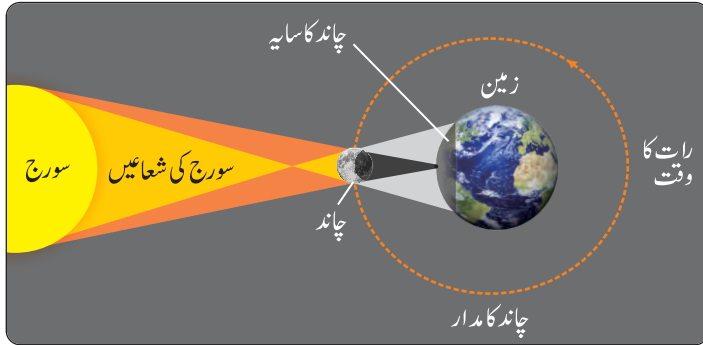 چاند کا سایہ
زمین
رات کا
وقت
سورج
سورج کی شعاعیں
چاند
چاند کا مدار